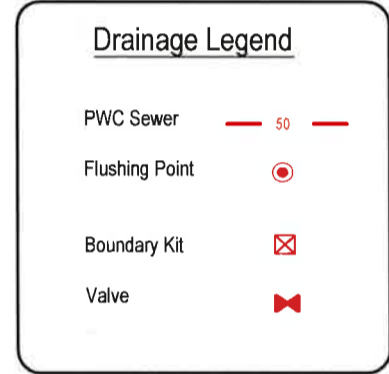 Drainage Legend
PWC Sewer 50
Flushing Point
Boundary Kit
Valve